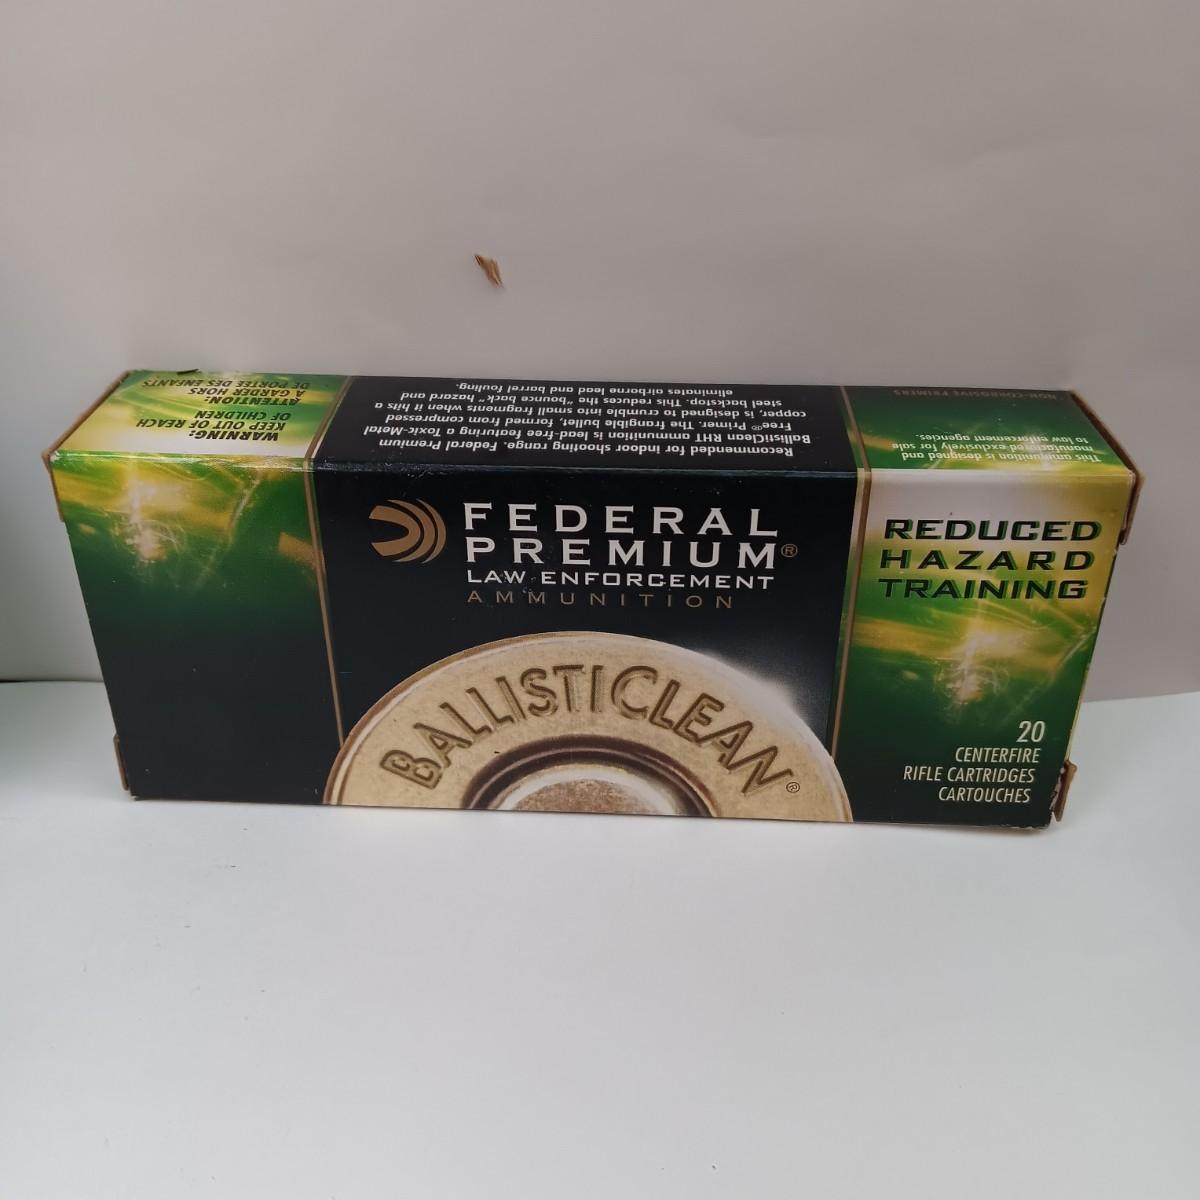 WARNING:
KEEP OUT OF REACH
OF CHILDREN
ATTENTION:
A GARDER HORS
DE PORTEE DES ENFANTS
Recommended for indoor shooting range, Federal Premium
BallistiClean RHT ammunition is lead-free featuring a Toxic-Metal
Free® Primer. The frangible bullet, formed from compressed
copper, is designed to crumble into small fragments when it hits a
steel backstop. This reduces the "bounce back" hazard and
eliminates airborne lead and barrel fouling.
This ammunition is designed and
manufactured exclusively for sale
to law enforcement agencies.
NON-CORROSIVE PRIMERS
FEDERAL
PREMIUM®
LAW ENFORCEMENT
AMMUNITION
BALLISTICLEAN®
REDUCED
HAZARD
TRAINING
20
CENTERFIRE
RIFLE CARTRIDGES
CARTOUCHES